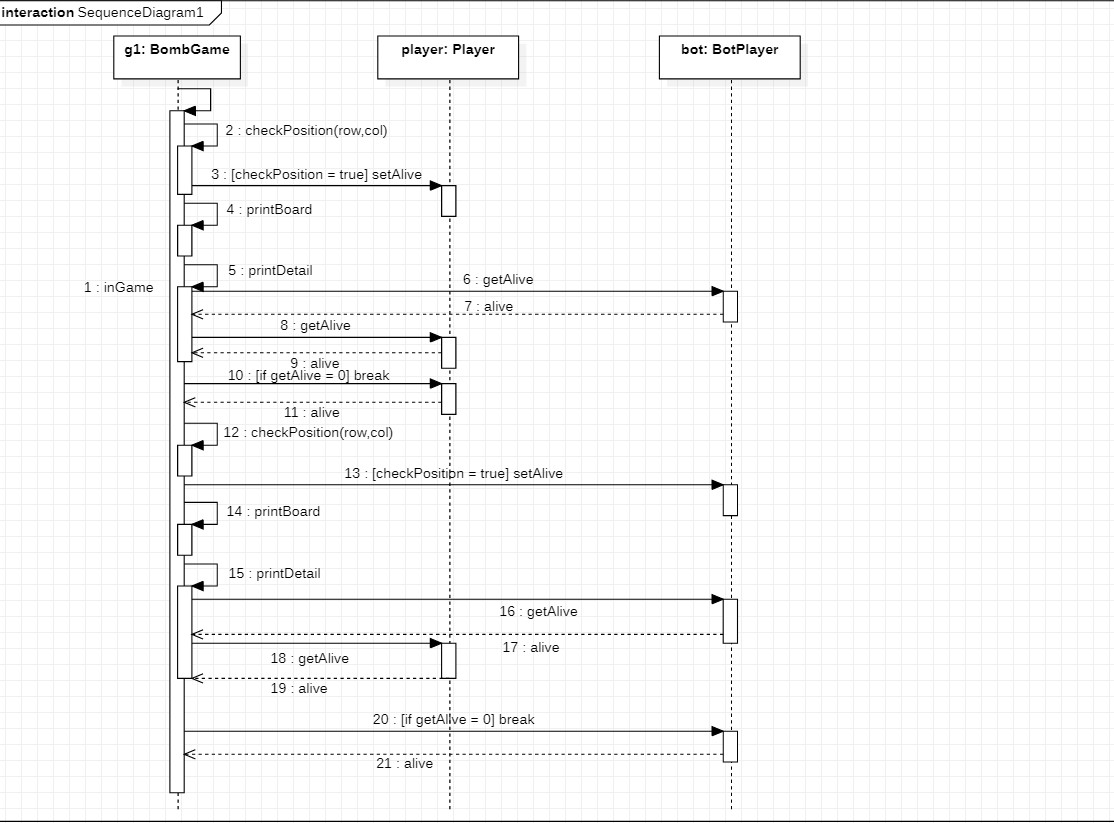 interaction SequenceDiagram1
g1: BombGame
player: Player
bot: BotPlayer
2 : checkPosition(row,col)
3 : [checkPosition = true] setAlive
4 : printBoard
5 : printDetail
6 : getAlive
1 : inGame
7 : alive
8 : getAlive
9 : alive
10 : [if getAlive = 0] break
11 : alive
12 : checkPosition(row,col)
13 : [checkPosition = true] setAlive
14 : printBoard
15 : printDetail
16 : getAlive
17 : alive
18 : getAlive
19 : alive
20 : [if getAlive = 0] break
21 : alive